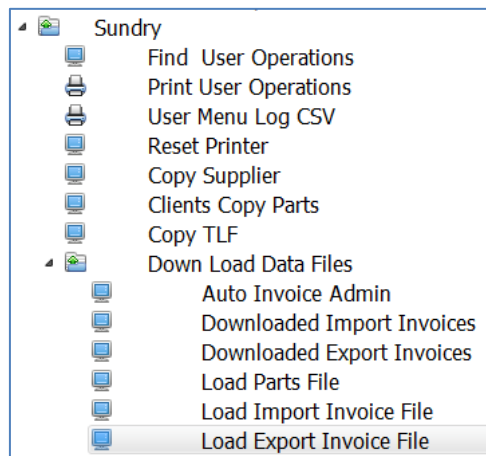 Sundry
Find  User Operations
Print User Operations
User Menu Log CSV
Reset Printer
Copy Supplier
Clients Copy Parts
Copy TLF
Down Load Data Files
Auto Invoice Admin
Downloaded Import Invoices
Downloaded Export Invoices
Load Parts File
Load Import Invoice File
Load Export Invoice File